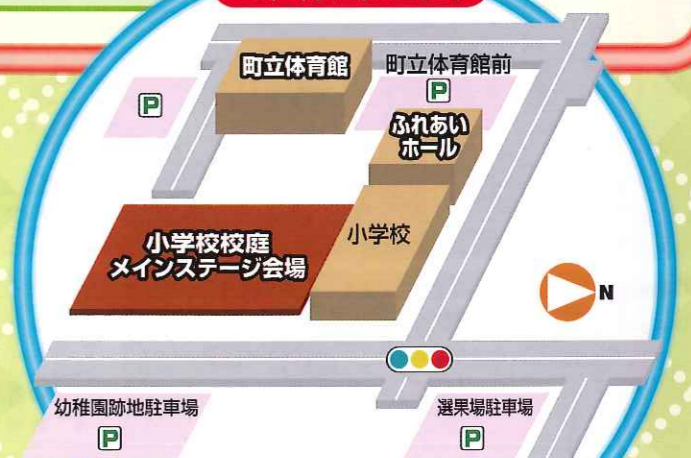 町立体育館
町立体育館前
P
P
ふれあい
ホール
小学校校庭
メインステージ会場
小学校
N
幼稚園跡地駐車場
P
選果場駐車場
P